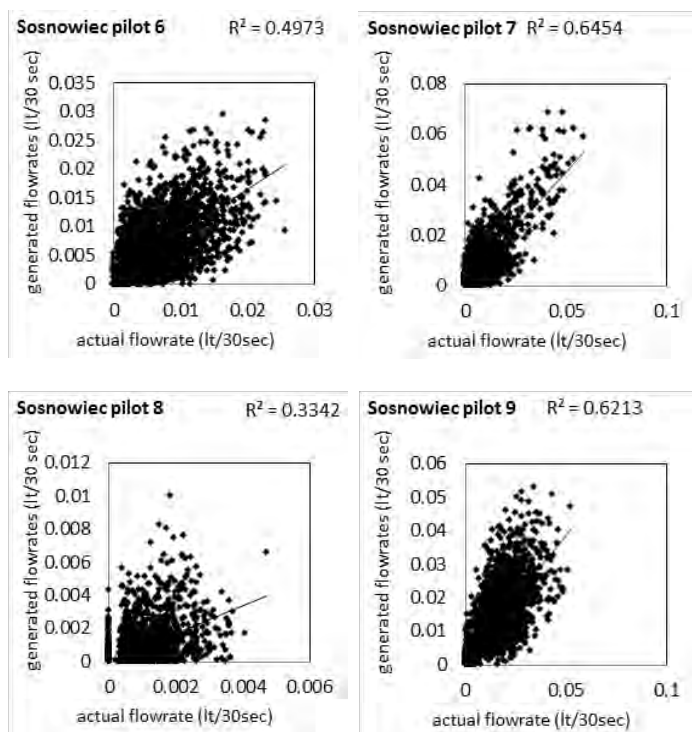 Sosnowiec pilot 6 R² = 0.4973
generated flowrates (lt/30 sec)
0.035
0.03
0.025
0.02
0.015
0.01
0.005
0
0 0.01 0.02 0.03
actual flowrate (lt/30sec)
Sosnowiec pilot 7 R² = 0.6454
generated flowrates (lt/30 sec)
0.08
0.06
0.04
0.02
0
0 0.05 0.1
actual flowrate (lt/30sec)
Sosnowiec pilot 8 R² = 0.3342
generated flowrates (lt/30 sec)
0.012
0.01
0.008
0.006
0.004
0.002
0
0 0.002 0.004 0.006
actual flowrate (lt/30sec)
Sosnowiec pilot 9 R² = 0.6213
generated flowrates (lt/30 sec)
0.06
0.05
0.04
0.03
0.02
0.01
0
0 0.05 0.1
actual flowrate (lt/30sec)